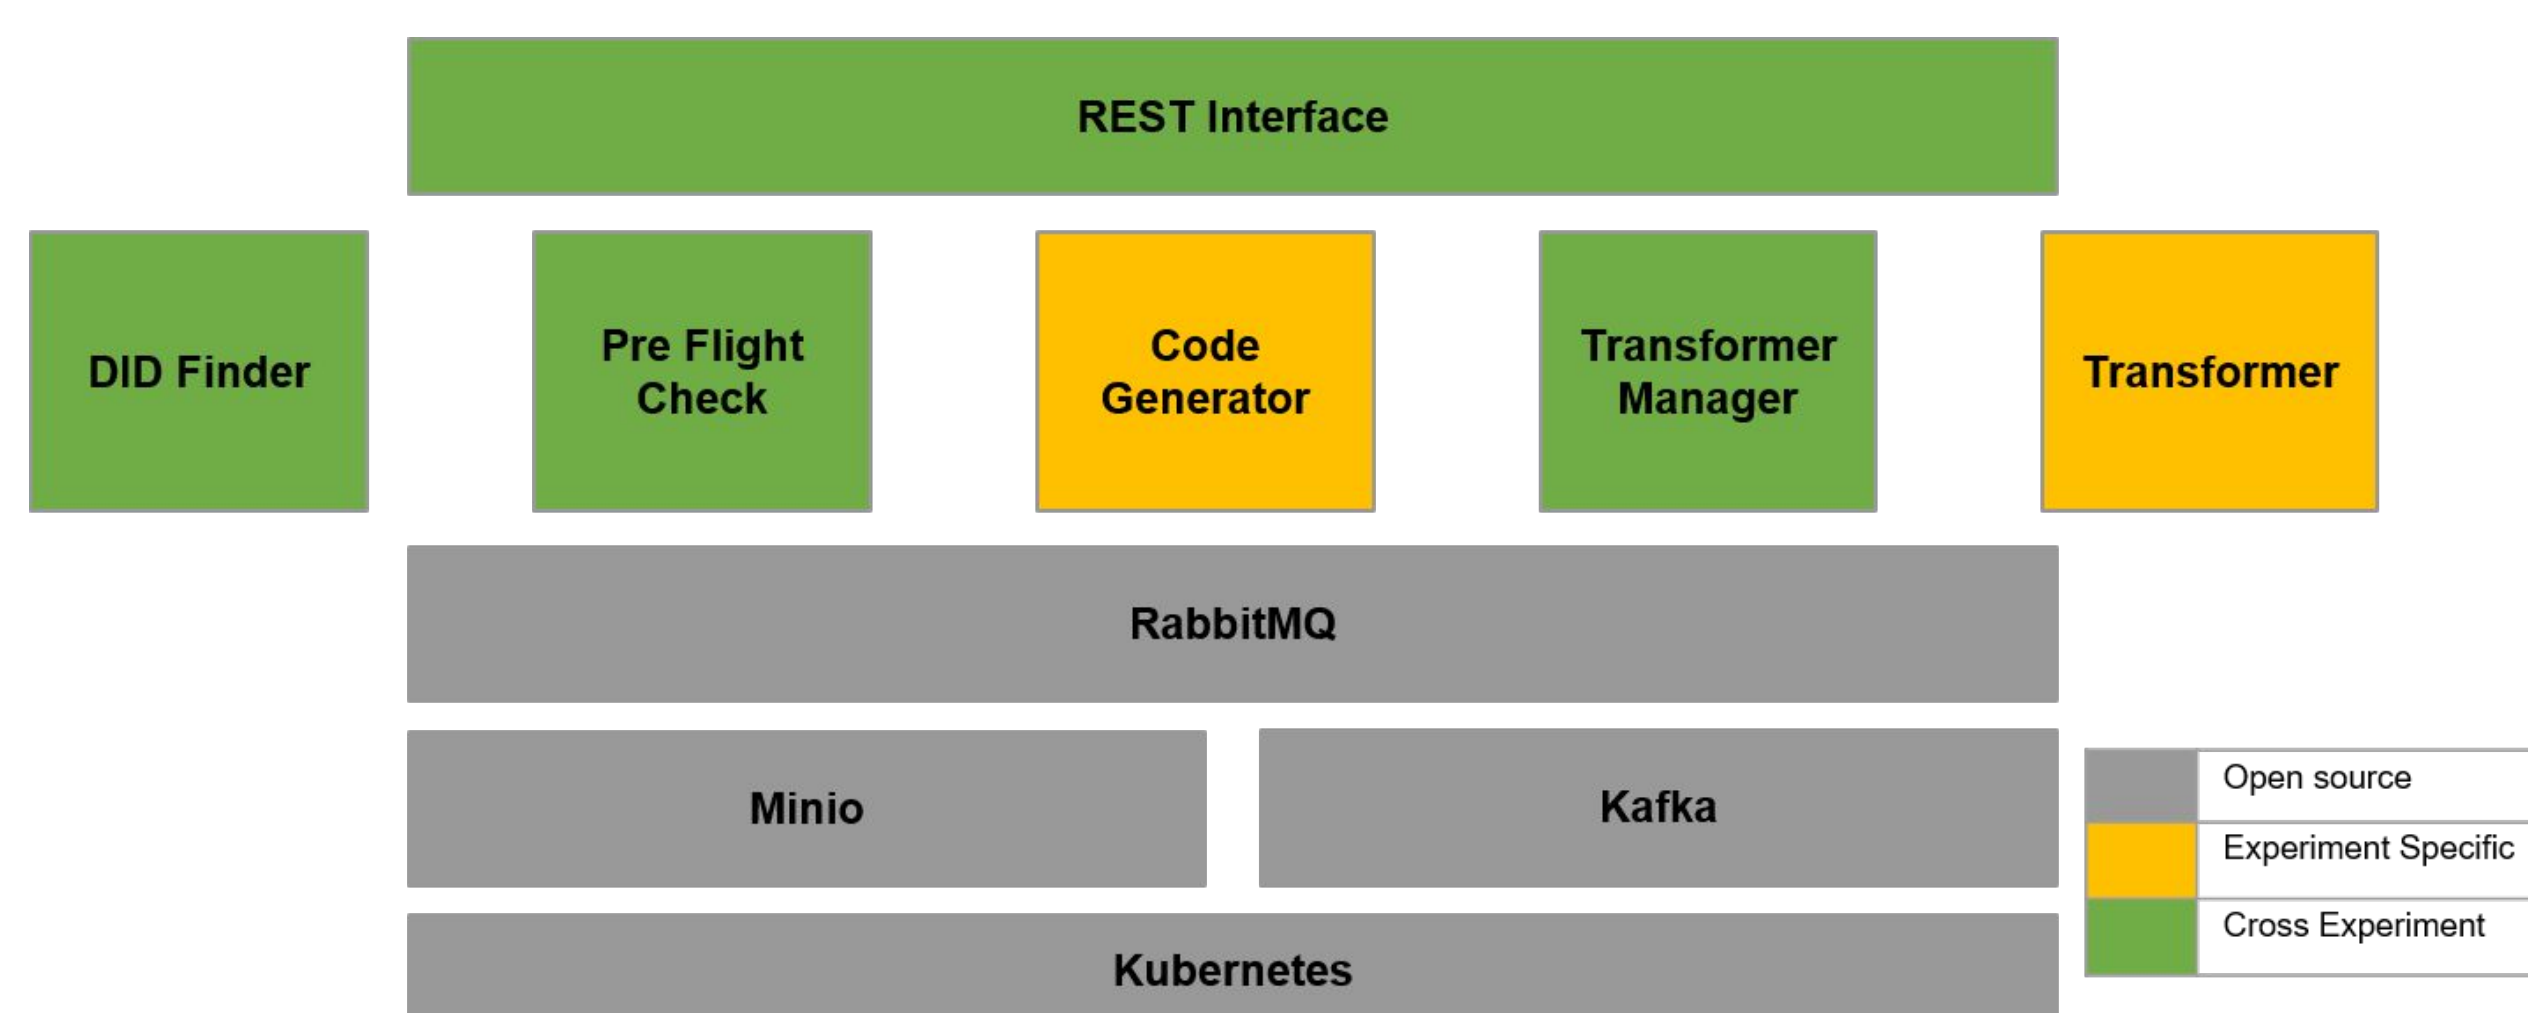 REST Interface
DID Finder
Pre Flight
Check
Code
Generator
Transformer
Manager
Transformer
RabbitMQ
Minio
Kafka
Kubernetes
Open source
Experiment Specific
Cross Experiment